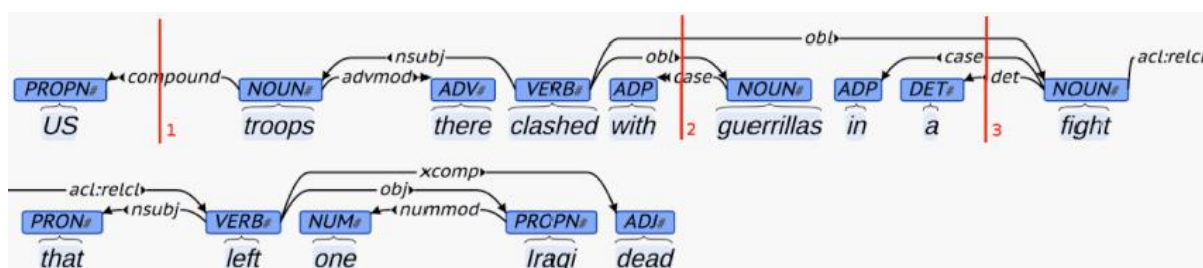 obl
nsubj obl case acl:relcl
PROPN# compound NOUN# advmod ADV# VERB# ADP case NOUN# ADP DET# det NOUN#
US 1 troops there clashed with 2 guerrillas in a 3 fight
xcomp
acl:relcl obj
PRON# nsubj VERB# NUM# nummod PROPN# ADJ#
that left one Iraqi dead